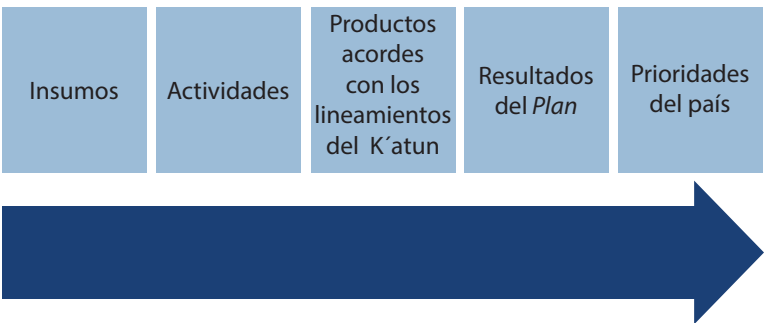 Insumos
Actividades
Productos
acordes
con los
lineamientos
del K´atun
Resultados
del Plan
Prioridades
del país